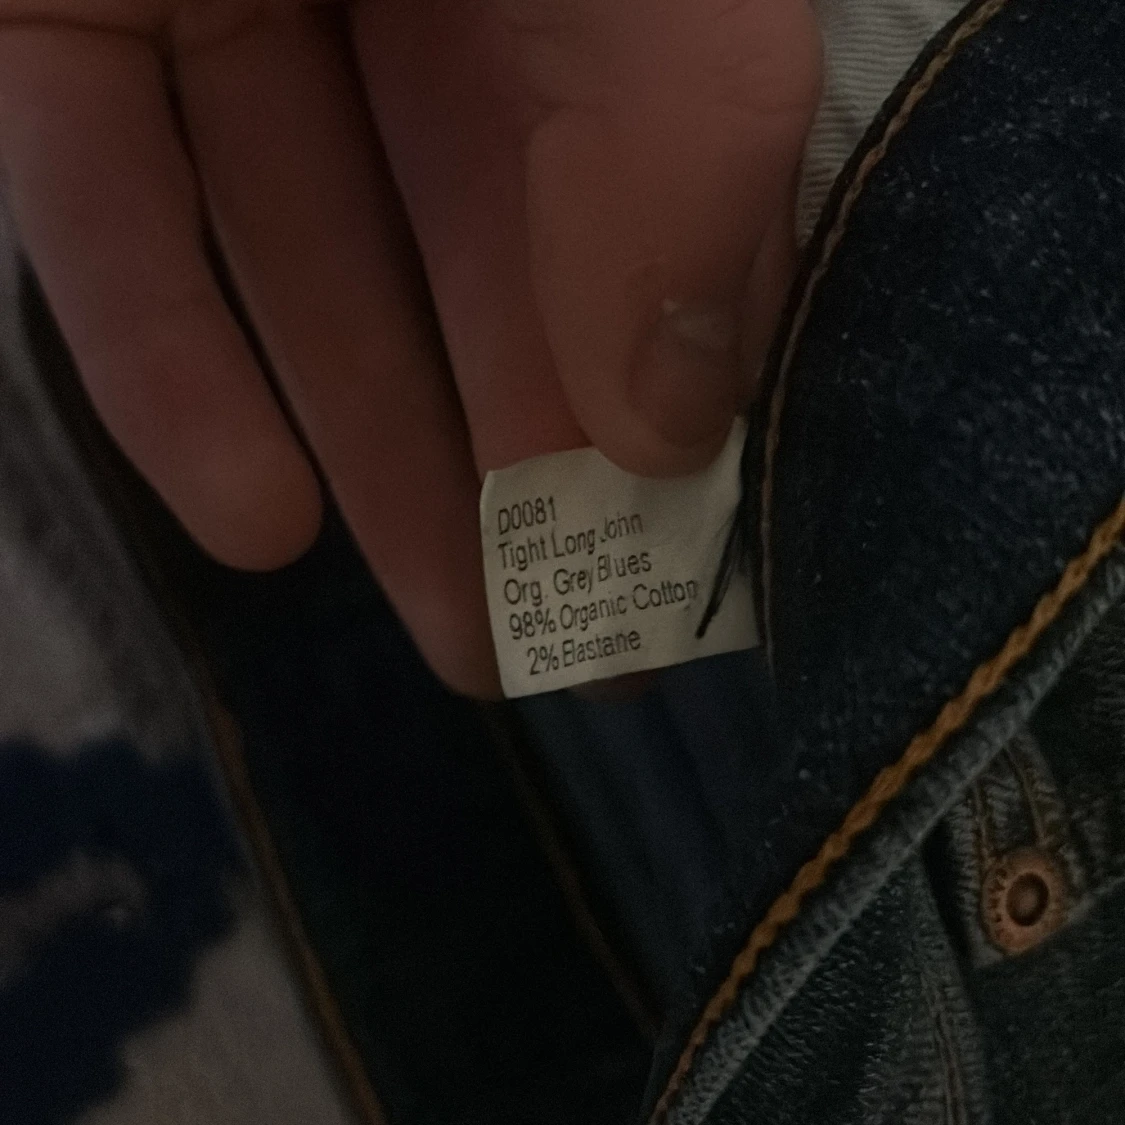 D0081
Tight Long John
Org. Grey Blues
98% Organic Cotton
2% Elastane